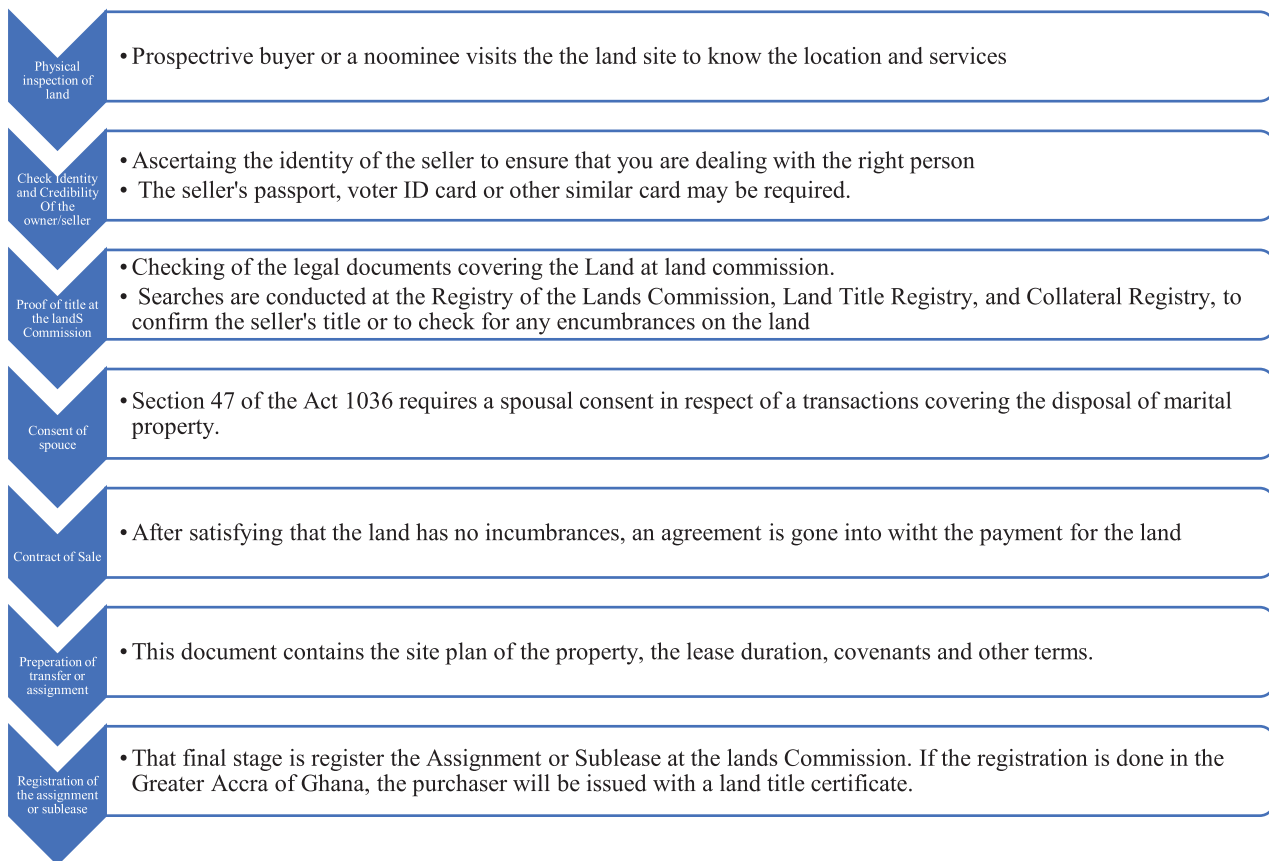 Physical
inspection of
land
• Prospectrive buyer or a noominee visits the the land site to know the location and services
Check Identity
and Credibility
Of the
owner/seller
• Ascertaing the identity of the seller to ensure that you are dealing with the right person
• The seller's passport, voter ID card or other similar card may be required.
Proof of title at
the landS
Commission
• Checking of the legal documents covering the Land at land commission.
• Searches are conducted at the Registry of the Lands Commission, Land Title Registry, and Collateral Registry, to
confirm the seller's title or to check for any encumbrances on the land
Consent of
spouce
• Section 47 of the Act 1036 requires a spousal consent in respect of a transactions covering the disposal of marital
property.
Contract of Sale
• After satisfying that the land has no incumbrances, an agreement is gone into witht the payment for the land
Preperation of
transfer or
assignment
• This document contains the site plan of the property, the lease duration, covenants and other terms.
Registration of
the assignment
or sublease
• That final stage is register the Assignment or Sublease at the lands Commission. If the registration is done in the
Greater Accra of Ghana, the purchaser will be issued with a land title certificate.